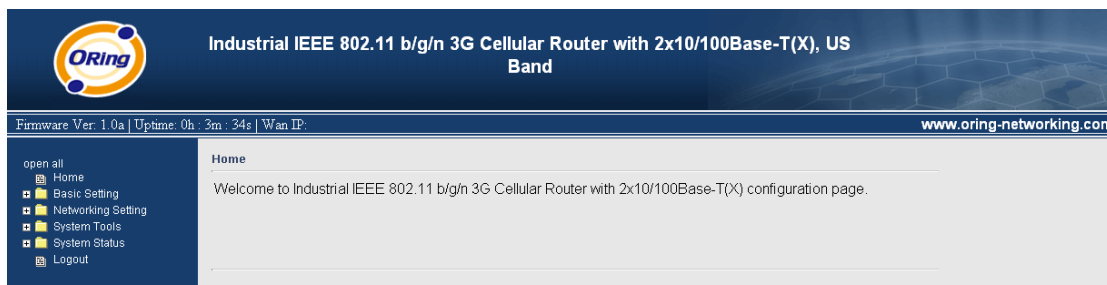 ORing
Industrial IEEE 802.11 b/g/n 3G Cellular Router with 2x10/100Base-T(X), US
Band
Firmware Ver: 1.0a | Uptime: 0h : 3m : 34s | Wan IP:
www.oring-networking.com
open all
Home
Basic Setting
Networking Setting
System Tools
System Status
Logout
Home
Welcome to Industrial IEEE 802.11 b/g/n 3G Cellular Router with 2x10/100Base-T(X) configuration page.